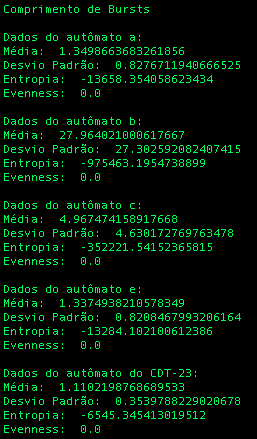 Comprimento de Bursts
Dados do autômato a:
Média:  1.3498663683261856
Desvio Padrão:  0.8276711940666525
Entropia:  -13658.354058623434
Evenness:  0.0
Dados do autômato b:
Média:  27.964021000617667
Desvio Padrão:  27.302592082407415
Entropia:  -975463.1954738899
Evenness:  0.0
Dados do autômato c:
Média:  4.967474158917668
Desvio Padrão:  4.630172769763478
Entropia:  -352221.54152365815
Evenness:  0.0
Dados do autômato e:
Média:  1.3374938210578349
Desvio Padrão:  0.8208467993206164
Entropia:  -13284.102100612386
Evenness:  0.0
Dados do autômato do CDT-23:
Média:  1.1102198768689533
Desvio Padrão:  0.3539788229020678
Entropia:  -6545.345413019512
Evenness:  0.0